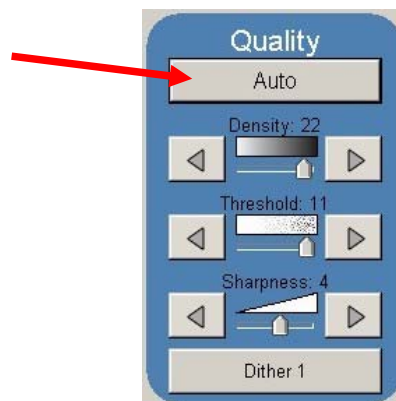 Quality
Auto
Density: 22
Threshold: 11
Sharpness: 4
Dither 1